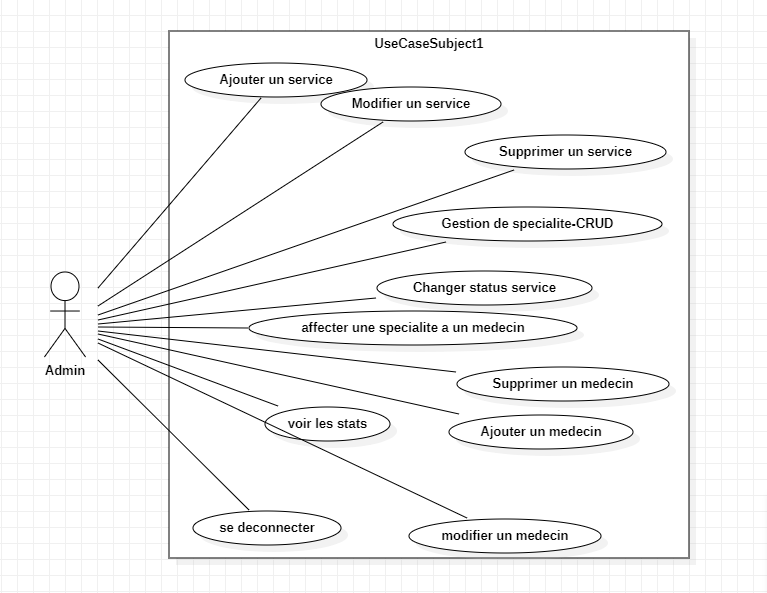 UseCaseSubject1
Ajouter un service
Modifier un service
Supprimer un service
Gestion de specialite-CRUD
Changer status service
affecter une specialite a un medecin
Admin
Supprimer un medecin
voir les stats
Ajouter un medecin
se deconnecter
modifier un medecin